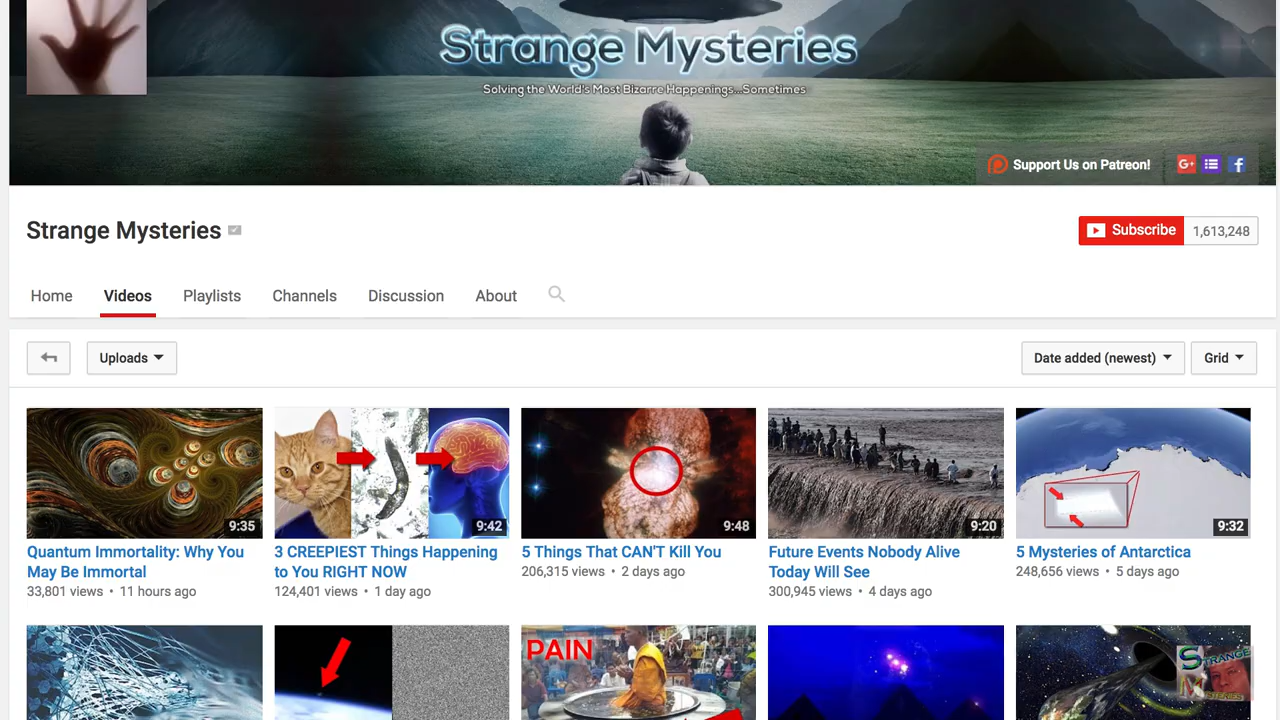 Strange Mysteries
Solving the World's Most Bizarre Happenings...Sometimes
Support Us on Patreon!
G+
f
Strange Mysteries
Subscribe 1,613,248
Home Videos Playlists Channels Discussion About
Uploads Date added (newest) Grid
9:35 9:42 9:48 9:20 9:32
Quantum Immortality: Why You May Be Immortal
33,801 views • 11 hours ago
3 CREEPIEST Things Happening to You RIGHT NOW
124,401 views • 1 day ago
5 Things That CAN'T Kill You
206,315 views • 2 days ago
Future Events Nobody Alive Today Will See
300,945 views • 4 days ago
5 Mysteries of Antarctica
248,656 views • 5 days ago
PAIN
STRANGE
MYSTERIES